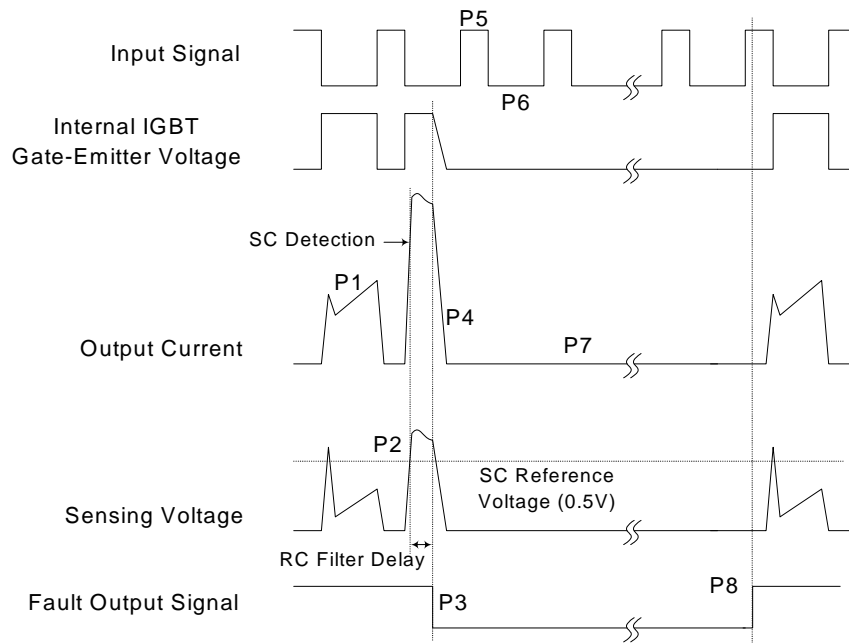 P5
Input Signal
P6
Internal IGBT
Gate-Emitter Voltage
SC Detection
P1
P4
Output Current
P7
P2
SC Reference
Voltage (0.5V)
Sensing Voltage
RC Filter Delay
P8
Fault Output Signal
P3